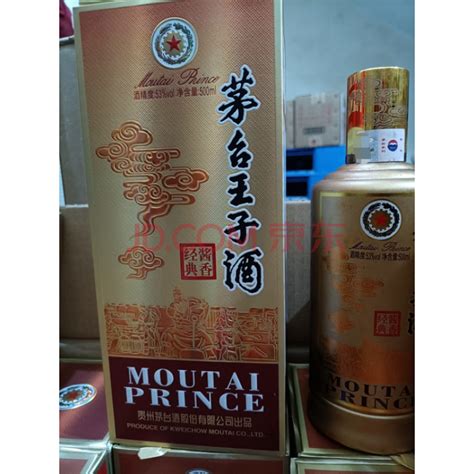 Moutai Prince
酒精度:53%vol 净含量:500ml
茅台王子酒
酱香
经典
JD.COM 京东
MOUTAI
PRINCE
贵州茅台酒股份有限公司出品
PRODUCE OF KWEICHOW MOUTAI CO., LTD.
Moutai Prince
酒精度:53%vol 净含量:500ml
酒
MOUTAI
PRINCE